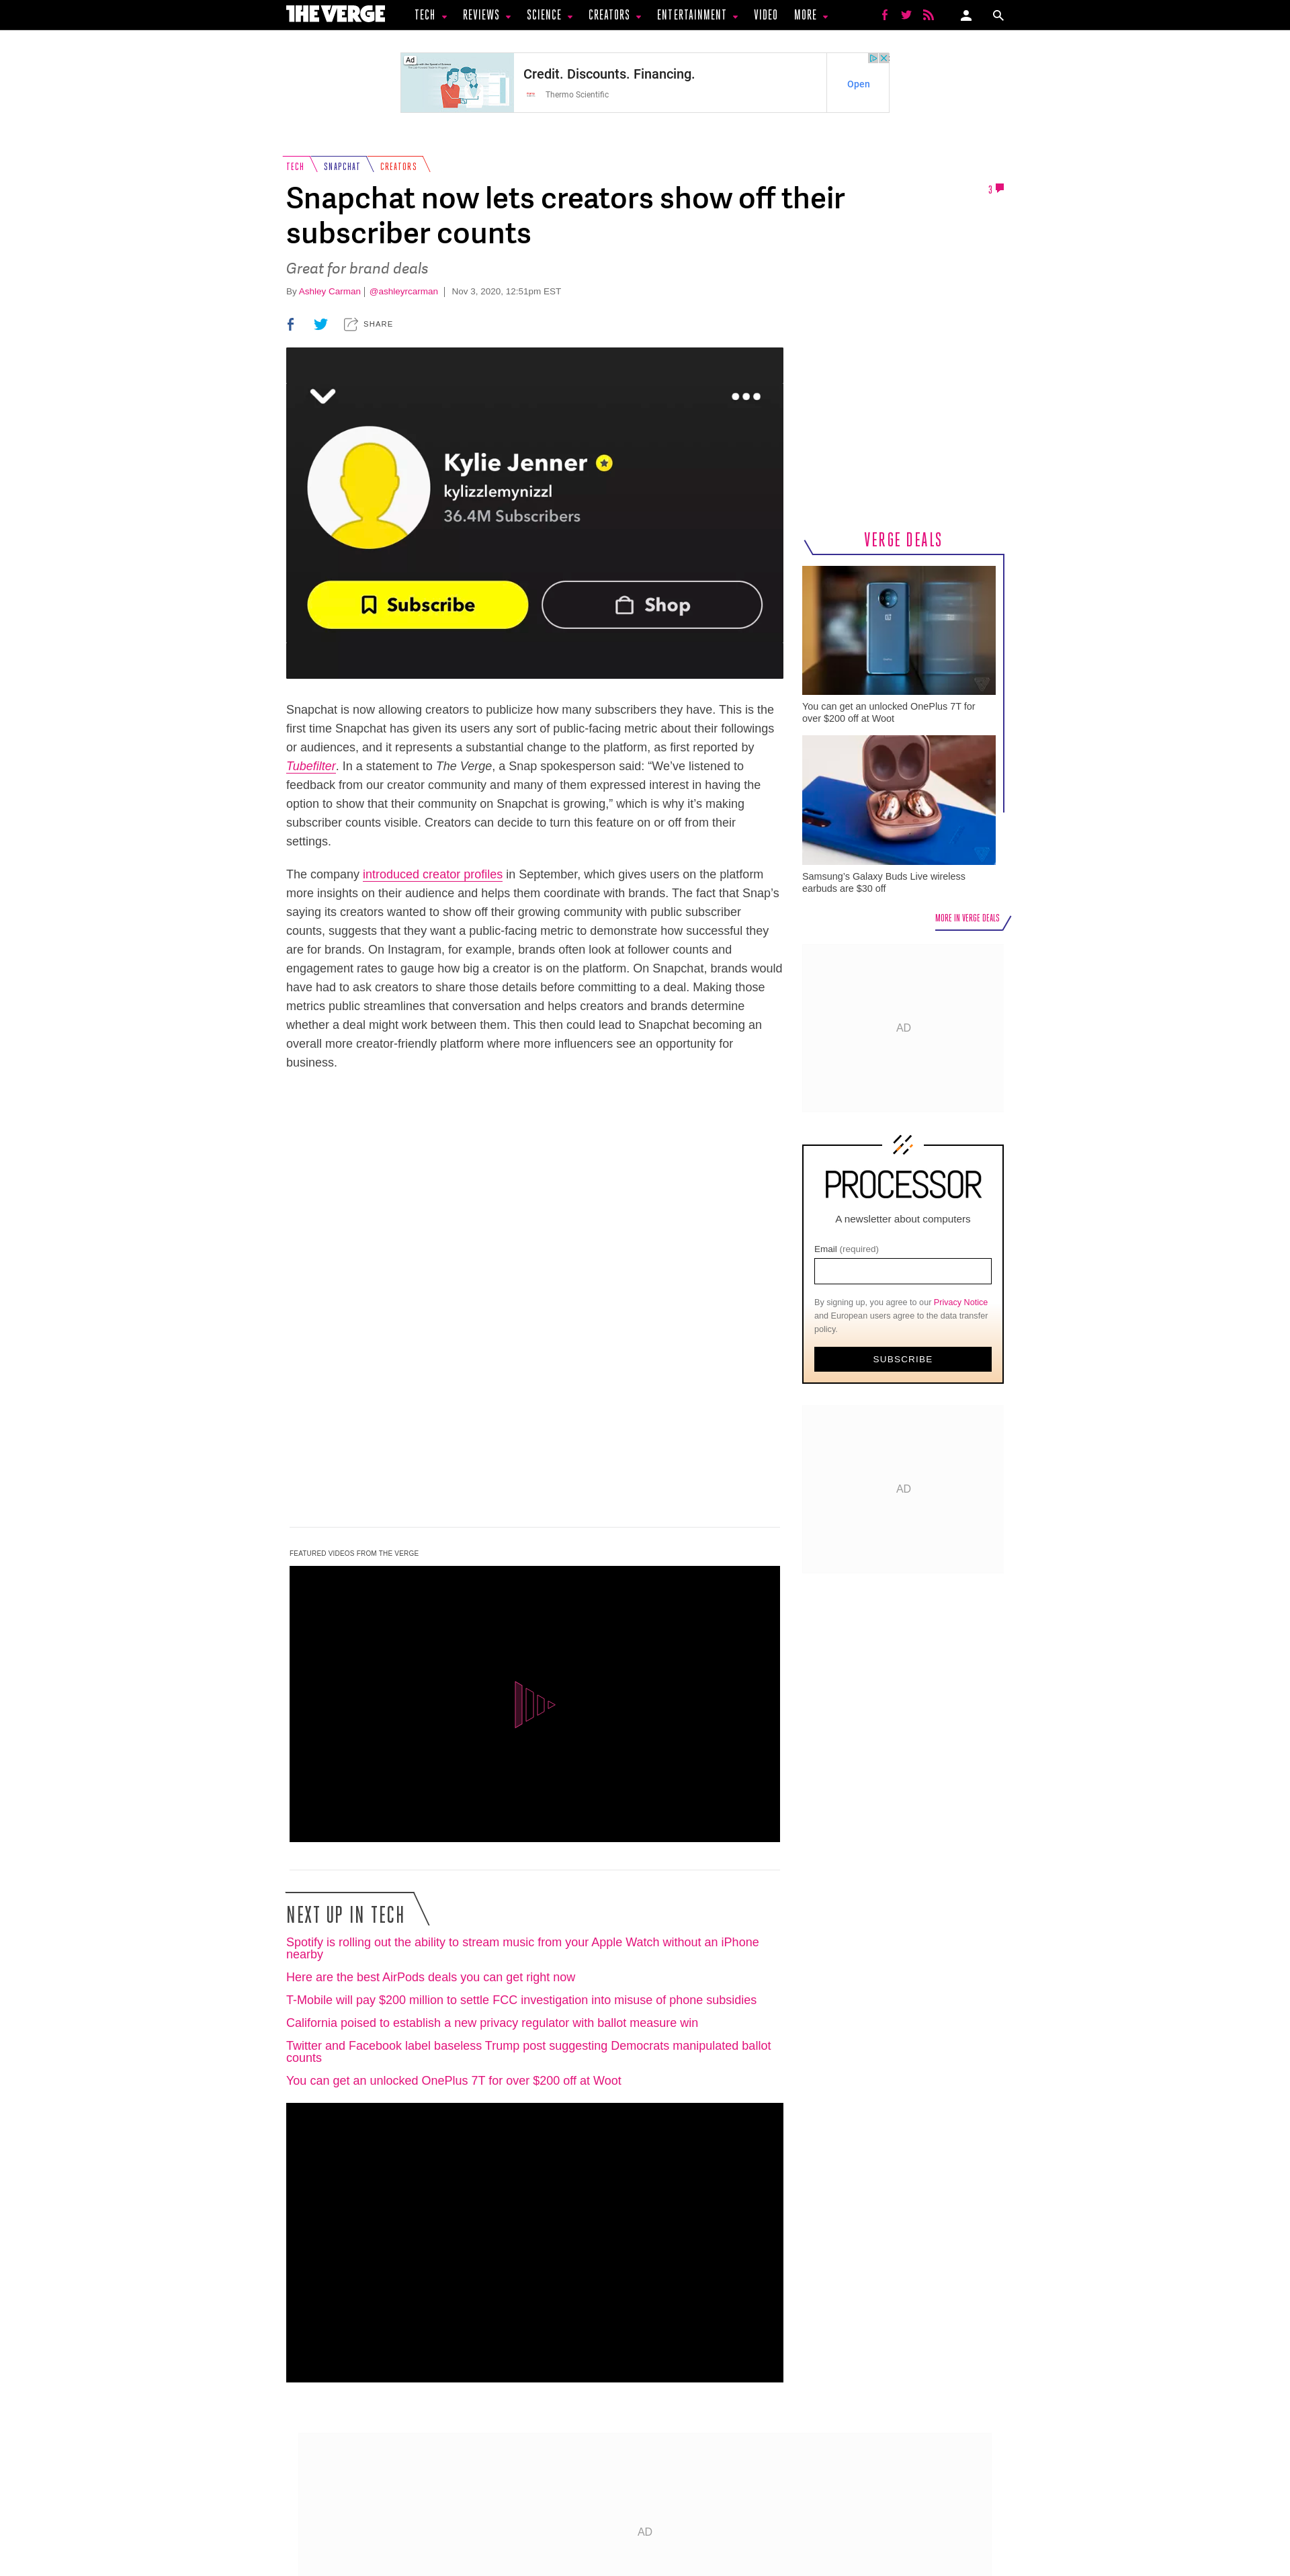 THE VERGE
TECH
REVIEWS
SCIENCE
CREATORS
ENTERTAINMENT
VIDEO
MORE
Ad
Credit. Discounts. Financing.
Thermo Scientific
Open
TECH
SNAPCHAT
CREATORS
Snapchat now lets creators show off their
subscriber counts
3
Great for brand deals
By Ashley Carman | @ashleyrcarman | Nov 3, 2020, 12:51pm EST
SHARE
Kylie Jenner
kylizzlemynizzl
36.4M Subscribers
Subscribe
Shop
Snapchat is now allowing creators to publicize how many subscribers they have. This is the
first time Snapchat has given its users any sort of public-facing metric about their followings
or audiences, and it represents a substantial change to the platform, as first reported by
Tubefilter. In a statement to The Verge, a Snap spokesperson said: “We’ve listened to
feedback from our creator community and many of them expressed interest in having the
option to show that their community on Snapchat is growing,” which is why it’s making
subscriber counts visible. Creators can decide to turn this feature on or off from their
settings.
The company introduced creator profiles in September, which gives users on the platform
more insights on their audience and helps them coordinate with brands. The fact that Snap’s
saying its creators wanted to show off their growing community with public subscriber
counts, suggests that they want a public-facing metric to demonstrate how successful they
are for brands. On Instagram, for example, brands often look at follower counts and
engagement rates to gauge how big a creator is on the platform. On Snapchat, brands would
have had to ask creators to share those details before committing to a deal. Making those
metrics public streamlines that conversation and helps creators and brands determine
whether a deal might work between them. This then could lead to Snapchat becoming an
overall more creator-friendly platform where more influencers see an opportunity for
business.
VERGE DEALS
You can get an unlocked OnePlus 7T for
over $200 off at Woot
Samsung’s Galaxy Buds Live wireless
earbuds are $30 off
MORE IN VERGE DEALS
AD
PROCESSOR
A newsletter about computers
Email (required)
By signing up, you agree to our Privacy Notice
and European users agree to the data transfer
policy.
SUBSCRIBE
AD
FEATURED VIDEOS FROM THE VERGE
NEXT UP IN TECH
Spotify is rolling out the ability to stream music from your Apple Watch without an iPhone
nearby
Here are the best AirPods deals you can get right now
T-Mobile will pay $200 million to settle FCC investigation into misuse of phone subsidies
California poised to establish a new privacy regulator with ballot measure win
Twitter and Facebook label baseless Trump post suggesting Democrats manipulated ballot
counts
You can get an unlocked OnePlus 7T for over $200 off at Woot
AD